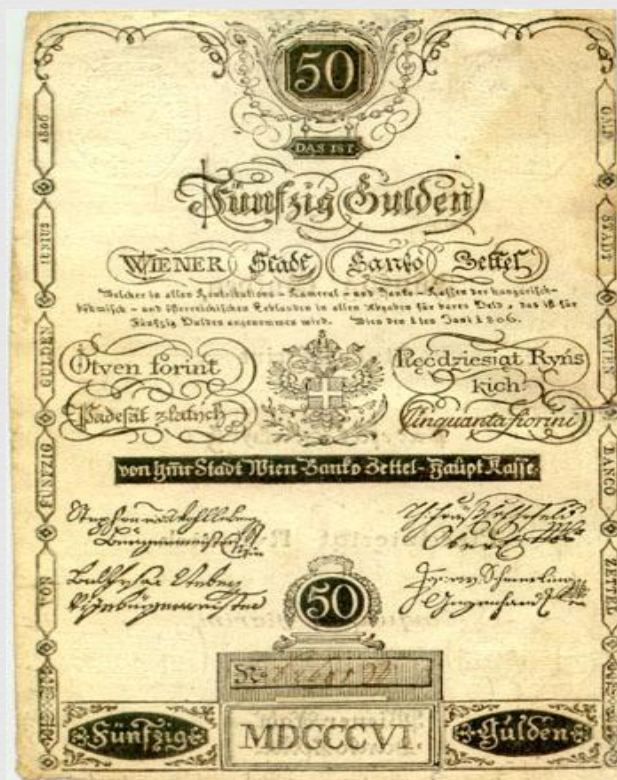 50
DAS IST
Fünfzig Gulden
WIENER Stadt Banko Zettel
Welcher in allen Kontributions-Kameral- und Banko-Kassen der hungarisch-
böhmisch- und österreichischen Erblanden in allen Abgaben für bares Geld, das ist für
Fünfzig Gulden angenommen wird. Wien den 1ten Juni 1806.
Ötven forint
Pięćdziesiąt Ryńs
kich
Padesát zlatych
Cinquanta fiorini
von der Stadt Wien-Banko Zettel-Haupt Kasse
50
No
Fünfzig
MDCCCVI.
Gulden
1806
IUNIUS
GULDEN
FÜNFZIG
VON
STADT
WIEN
BANCO
ZETTEL